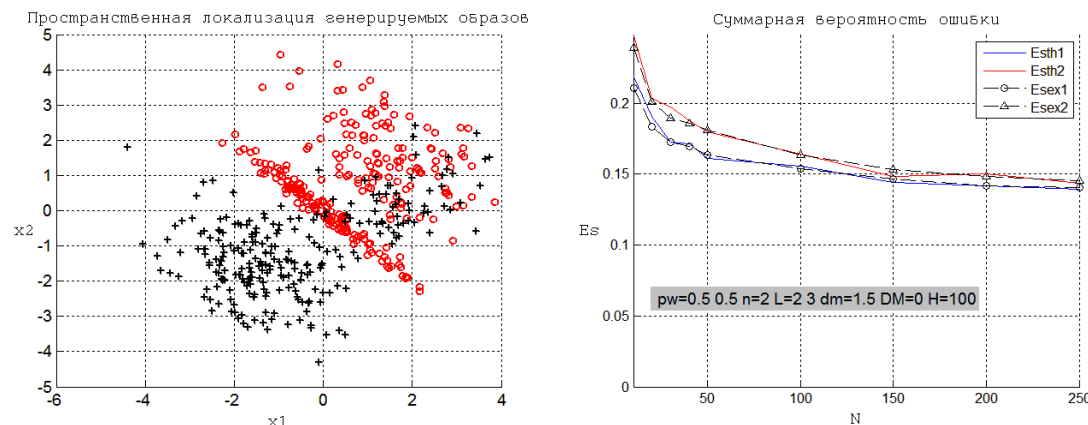 Пространственная локализация генерируемых образов
5
4
3
2
1
0
-1
-2
-3
-4
-5
x2
-6
-4
-2
0
2
4
x1
Суммарная вероятность ошибки
Esth1
Esth2
Esex1
Esex2
0.2
0.15
0.1
0.05
0
Es
pw=0.5 0.5 n=2 L=2 3 dm=1.5 DM=0 H=100
50
100
150
200
250
N